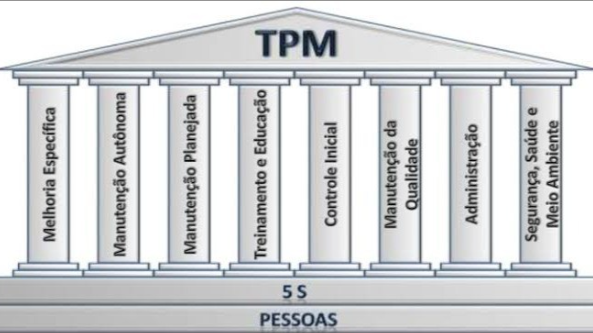 TPM
Melhoria Específica
Manutenção Autônoma
Manutenção Planejada
Treinamento e Educação
Controle Inicial
Manutenção da
Qualidade
Administração
Segurança, Saúde e
Meio Ambiente
5 S
PESSOAS